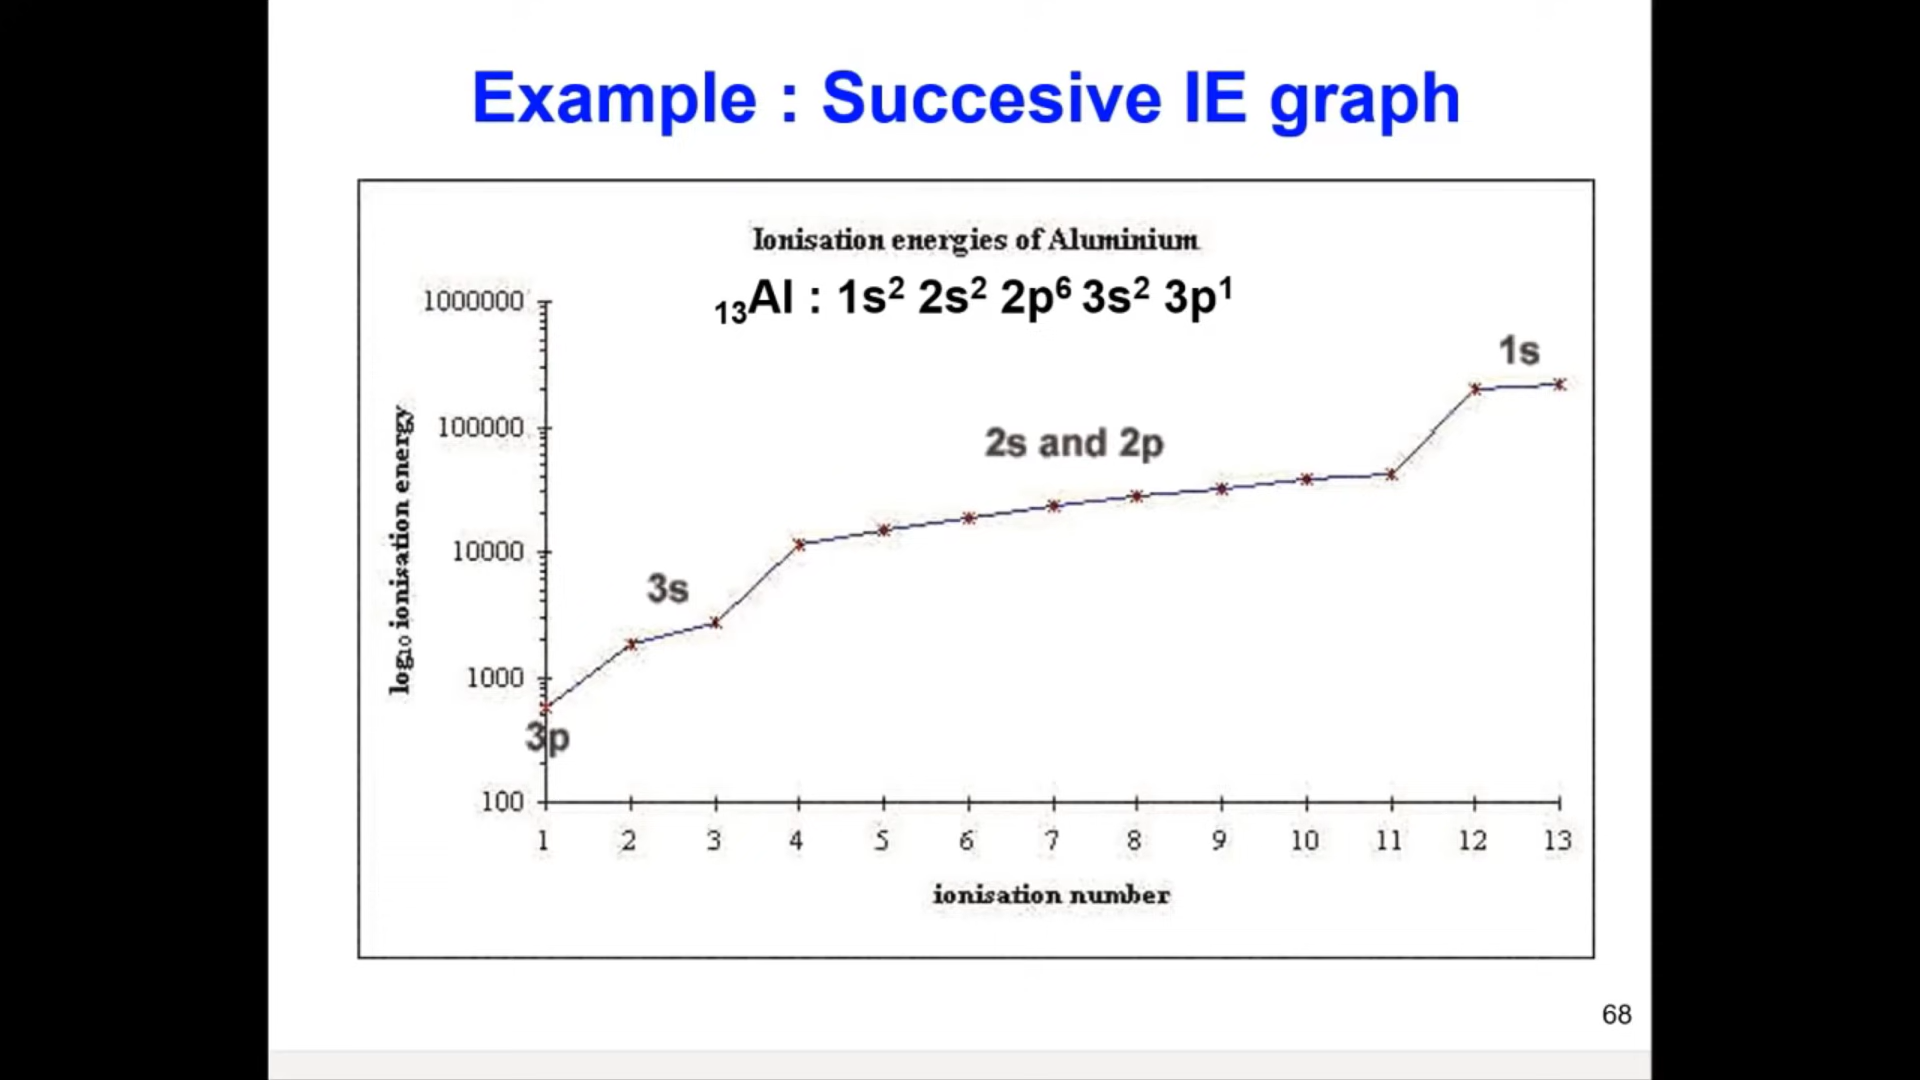 Example : Succesive IE graph
Ionisation energies of Aluminium
₁₃Al : 1s² 2s² 2p⁶ 3s² 3p¹
1000000
100000
10000
1000
100
log₁₀ ionisation energy
3p
3s
2s and 2p
1s
1 2 3 4 5 6 7 8 9 10 11 12 13
ionisation number
68